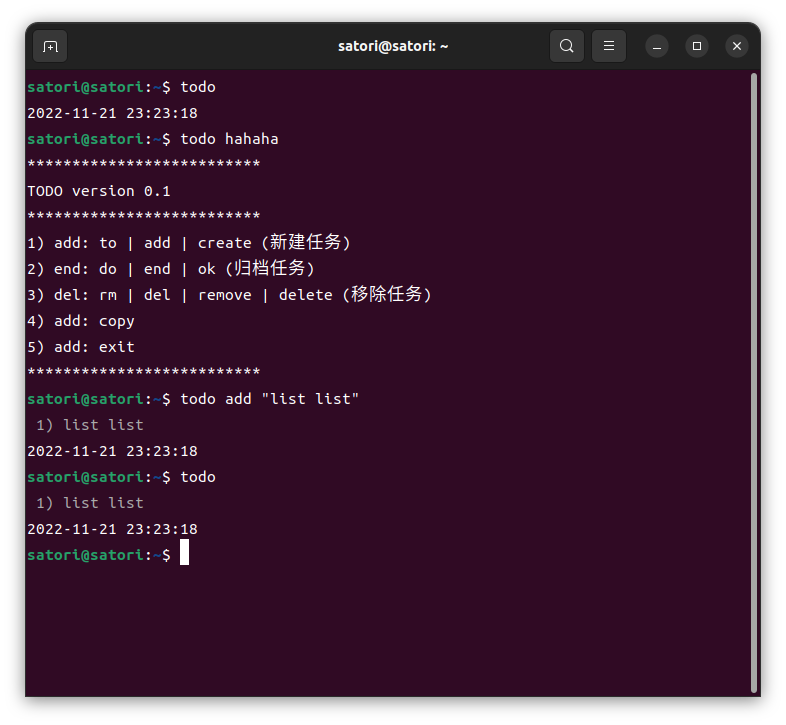 satori@satori: ~
satori@satori:~$ todo
2022-11-21 23:23:18
satori@satori:~$ todo hahaha
**************************
TODO version 0.1
**************************
1) add: to | add | create (新建任务)
2) end: do | end | ok (归档任务)
3) del: rm | del | remove | delete (移除任务)
4) add: copy
5) add: exit
**************************
satori@satori:~$ todo add "list list"
 1) list list
2022-11-21 23:23:18
satori@satori:~$ todo
 1) list list
2022-11-21 23:23:18
satori@satori:~$